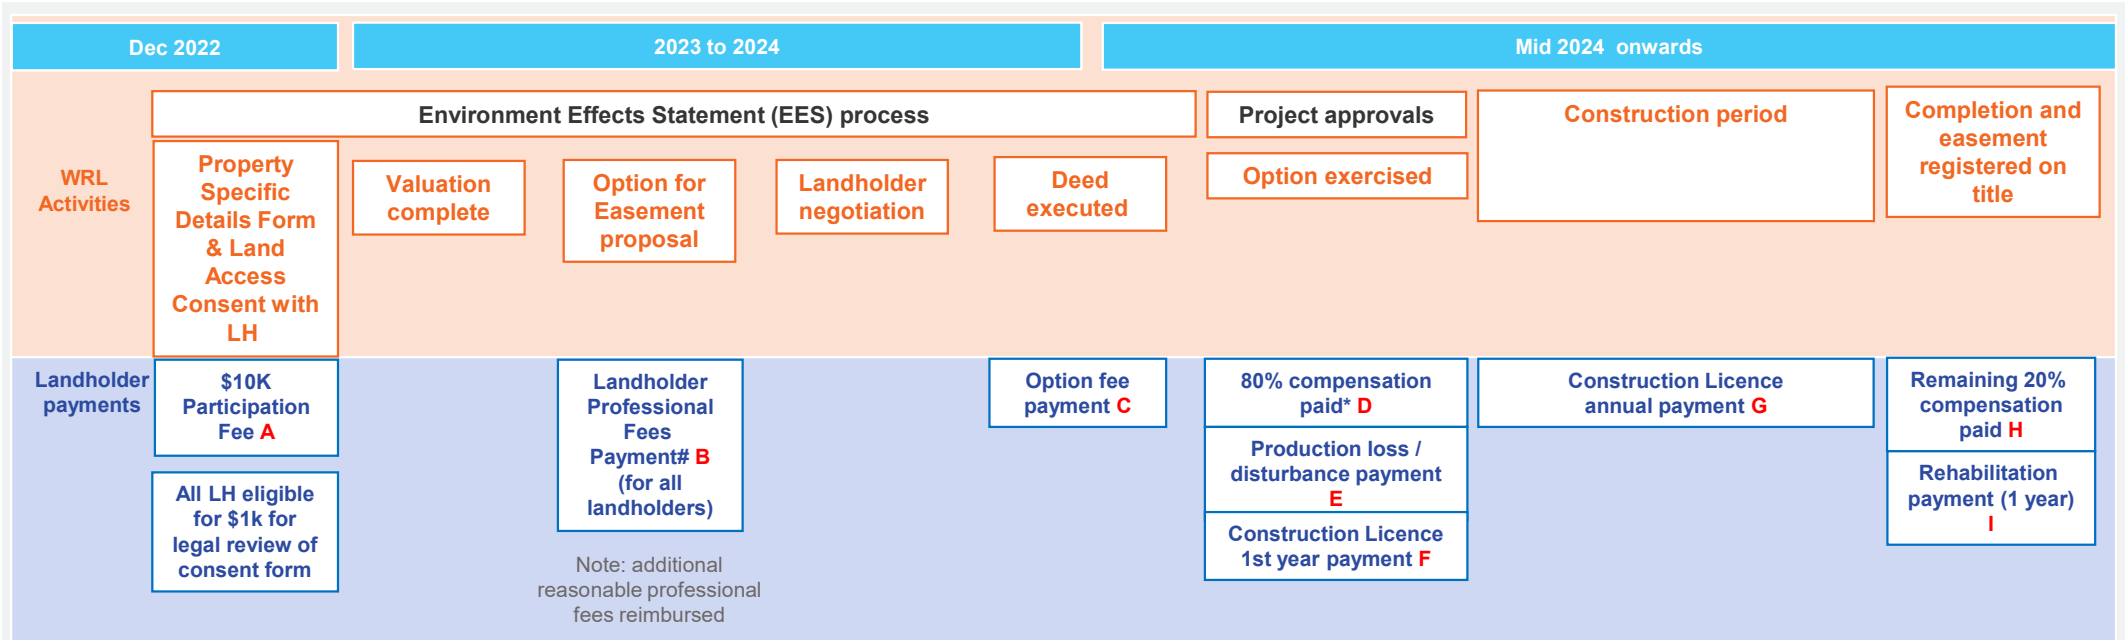 Dec 2022
2023 to 2024
Mid 2024 onwards
WRL
Activities
Environment Effects Statement (EES) process
Project approvals
Construction period
Completion and
easement
registered on
title
Property
Specific
Details Form
& Land
Access
Consent with
LH
Valuation
complete
Option for
Easement
proposal
Landholder
negotiation
Deed
executed
Option exercised
Landholder
payments
$10K
Participation
Fee A
All LH eligible
for $1k for
legal review of
consent form
Landholder
Professional
Fees
Payment# B
(for all
landholders)
Note: additional
reasonable professional
fees reimbursed
Option fee
payment C
80% compensation
paid* D
Production loss /
disturbance payment
E
Construction Licence
1st year payment F
Construction Licence
annual payment G
Remaining 20%
compensation
paid H
Rehabilitation
payment (1 year)
I